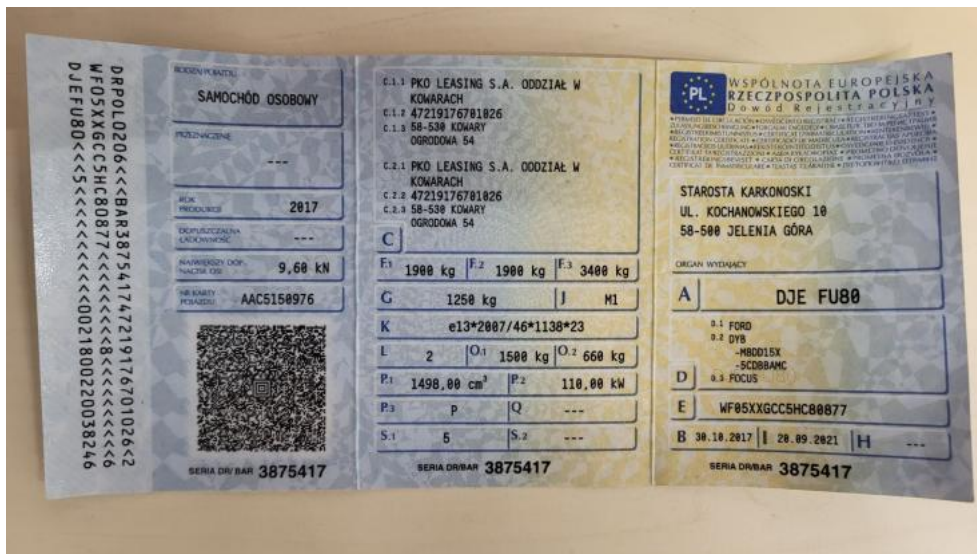 DRPOL0206<<BAR387541747219176701026<2
WF05XXGCC5HC80877<<<<<<8<<<<<<<<<<6
DJEFU80<<5<<<<<<<<<0021800220038246
RODZAJ POJAZDU
SAMOCHÓD OSOBOWY
PRZEZNACZENIE
---
ROK PRODUKCJI 2017
DOPUSZCZALNA ŁADOWNOŚĆ ---
NAJWIĘKSZY DOP. NACISK OSI 9,60 kN
NR KARTY POJAZDU AAC5150976
SERIA DR/BAR 3875417
C.1.1 PKO LEASING S.A. ODDZIAŁ W
KOWARACH
C.1.2 47219176701026
C.1.3 58-530 KOWARY
OGRODOWA 54
C.2.1 PKO LEASING S.A. ODDZIAŁ W
KOWARACH
C.2.2 47219176701026
C.2.3 58-530 KOWARY
OGRODOWA 54
C
F.1 1900 kg F.2 1900 kg F.3 3400 kg
G 1250 kg J M1
K e13*2007/46*1138*23
L 2 O.1 1500 kg O.2 660 kg
P.1 1498,00 cm³ P.2 110,00 kW
P.3 P Q ---
S.1 5 S.2 ---
SERIA DR/BAR 3875417
PL
WSPÓLNOTA EUROPEJSKA
RZECZPOSPOLITA POLSKA
Dowód Rejestracyjny
STAROSTA KARKONOSKI
UL. KOCHANOWSKIEGO 10
58-500 JELENIA GÓRA
ORGAN WYDAJĄCY
A DJE FU80
D.1 FORD
D.2 DYB
-M8DD15X
-5CDBBAMC
D D.3 FOCUS
E WF05XXGCC5HC80877
B 30.10.2017 I 20.09.2021 H ---
SERIA DR/BAR 3875417